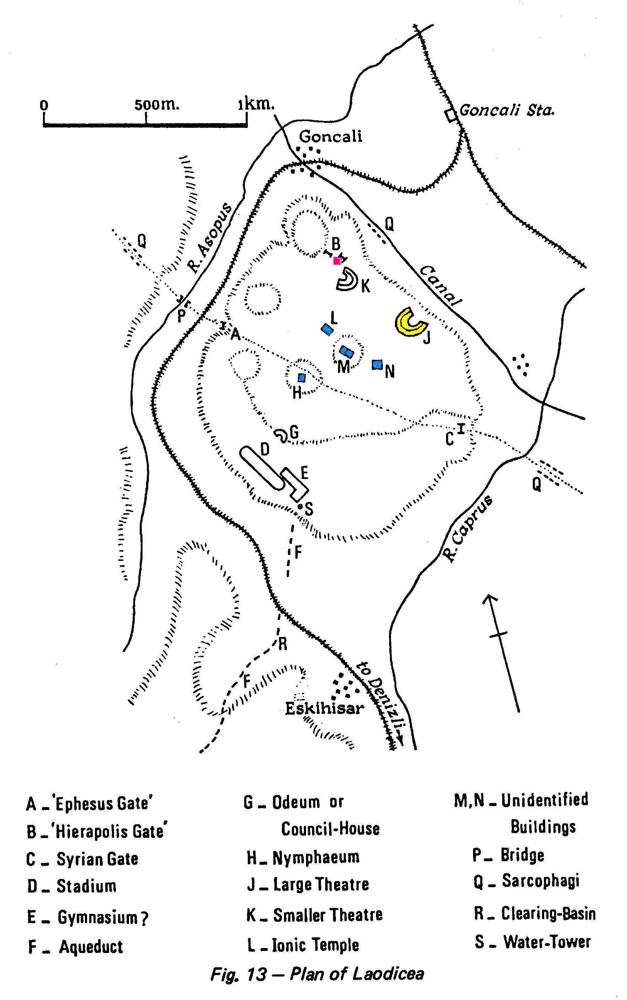 0 500m. 1km.
Goncali Sta.
Goncali
Q
R. Asopus
Q
B
Canal
K
P
L
A
J
M
N
H
G
C
D
E
Q
S
R. Caprus
F
R
to Denizli
F
Eskihisar
A – 'Ephesus Gate'
B – 'Hierapolis Gate'
C – Syrian Gate
D – Stadium
E – Gymnasium?
F – Aqueduct
G – Odeum or
Council-House
H – Nymphaeum
J – Large Theatre
K – Smaller Theatre
L – Ionic Temple
M,N – Unidentified
Buildings
P – Bridge
Q – Sarcophagi
R – Clearing-Basin
S – Water-Tower
Fig. 13 – Plan of Laodicea